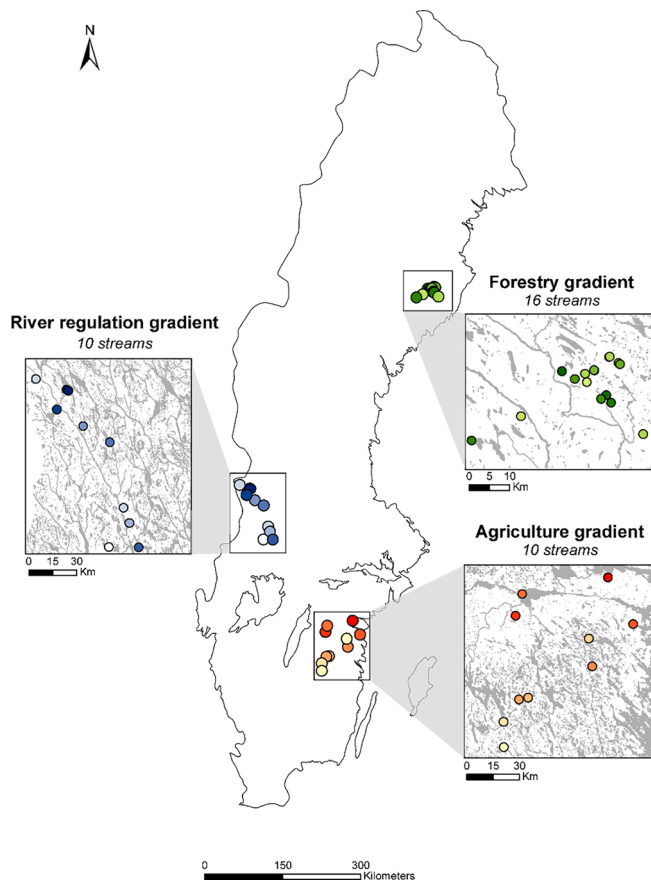 N
Forestry gradient
16 streams
River regulation gradient
10 streams
0 5 10
Km
Agriculture gradient
10 streams
0 15 30
Km
0 15 30
Km
0 150 300
Kilometers